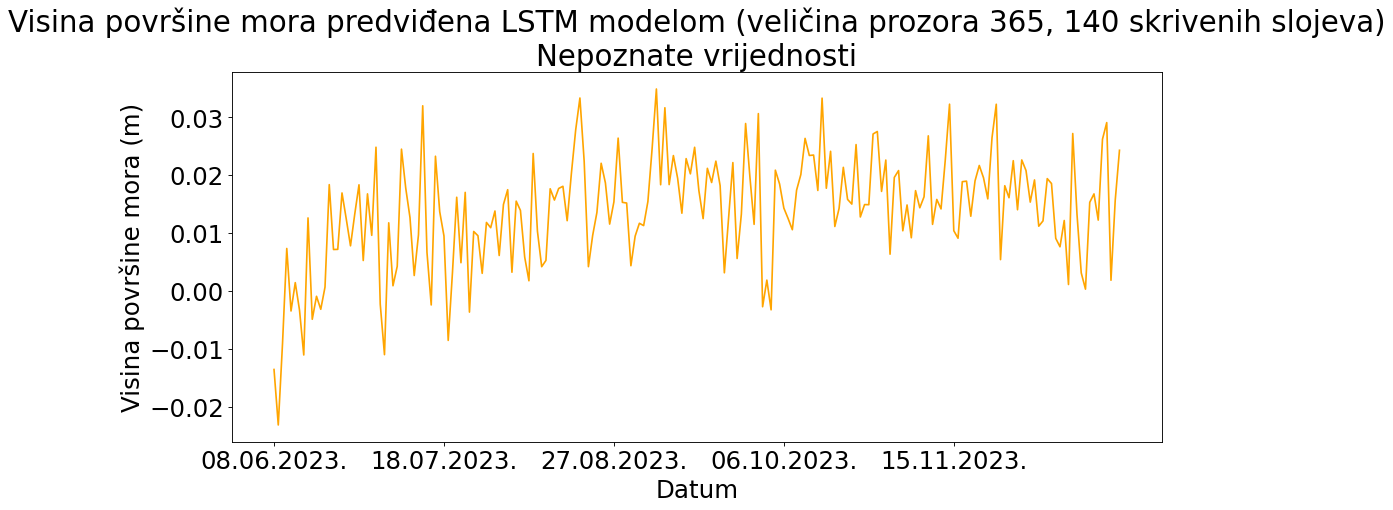 Visina površine mora predviđena LSTM modelom (veličina prozora 365, 140 skrivenih slojeva)
Nepoznate vrijednosti
Visina površine mora (m)
0.03
0.02
0.01
0.00
−0.01
−0.02
08.06.2023. 18.07.2023. 27.08.2023. 06.10.2023. 15.11.2023.
Datum